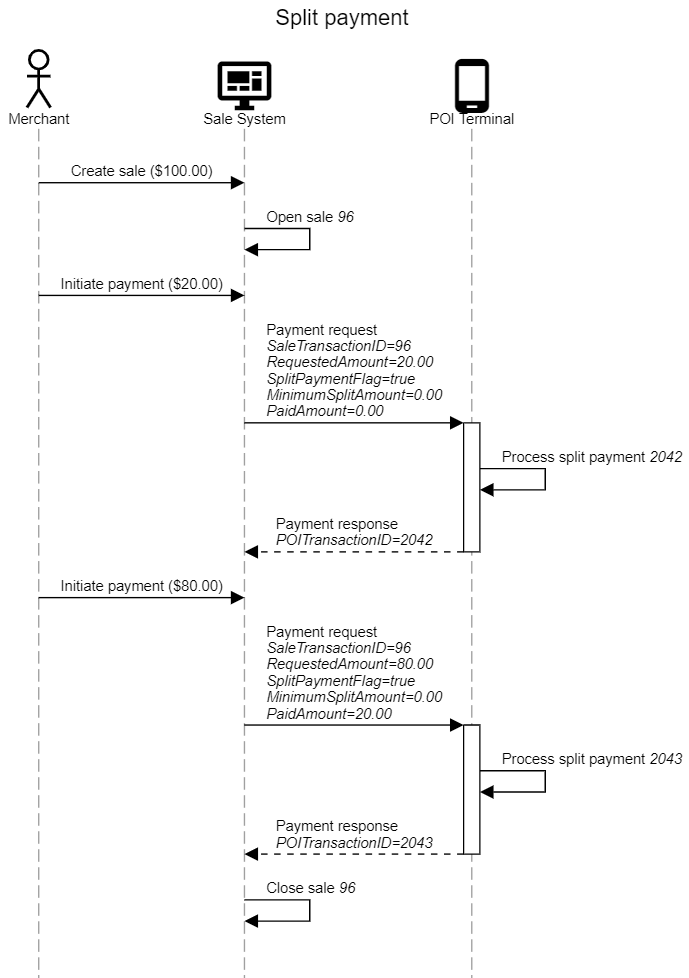 Split payment
Merchant
Sale System
POI Terminal
Create sale ($100.00)
Open sale 96
Initiate payment ($20.00)
Payment request
SaleTransactionID=96
RequestedAmount=20.00
SplitPaymentFlag=true
MinimumSplitAmount=0.00
PaidAmount=0.00
Process split payment 2042
Payment response
POITransactionID=2042
Initiate payment ($80.00)
Payment request
SaleTransactionID=96
RequestedAmount=80.00
SplitPaymentFlag=true
MinimumSplitAmount=0.00
PaidAmount=20.00
Process split payment 2043
Payment response
POITransactionID=2043
Close sale 96